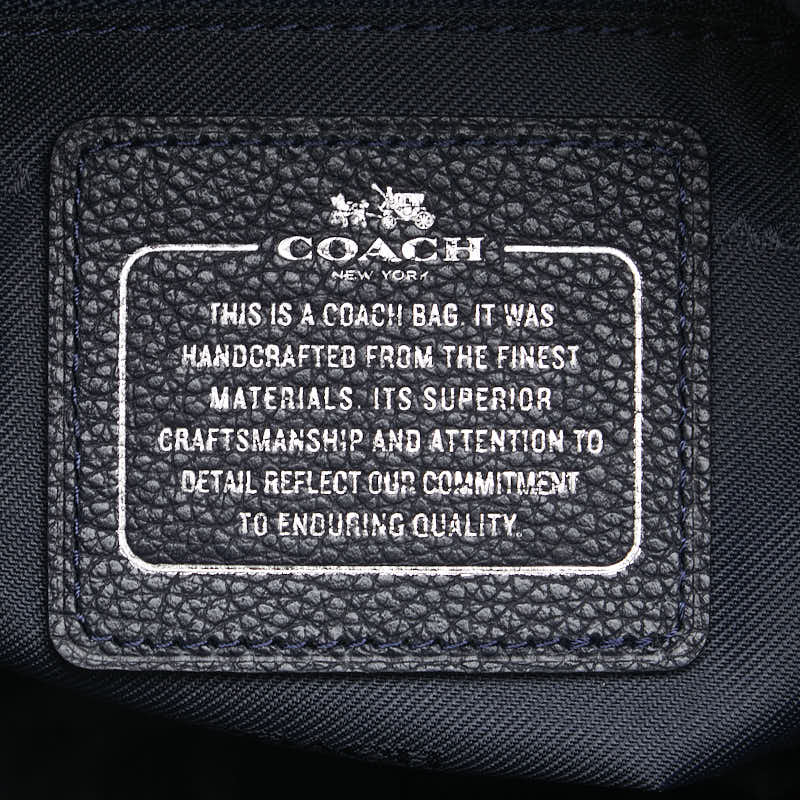 COACH
NEW YORK
THIS IS A COACH BAG. IT WAS
HANDCRAFTED FROM THE FINEST
MATERIALS. ITS SUPERIOR
CRAFTSMANSHIP AND ATTENTION TO
DETAIL REFLECT OUR COMMITMENT
TO ENDURING QUALITY.